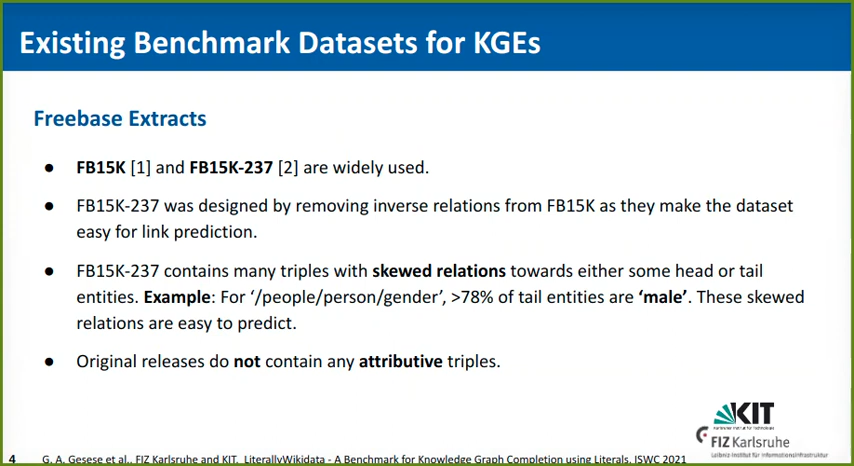 Existing Benchmark Datasets for KGEs
Freebase Extracts
● FB15K [1] and FB15K-237 [2] are widely used.
● FB15K-237 was designed by removing inverse relations from FB15K as they make the dataset
easy for link prediction.
● FB15K-237 contains many triples with skewed relations towards either some head or tail
entities. Example: For ‘/people/person/gender’, >78% of tail entities are ‘male’. These skewed
relations are easy to predict.
● Original releases do not contain any attributive triples.
KIT
FIZ Karlsruhe
Leibniz-Institut für Informationsinfrastruktur
4 G. A. Gesese et al., FIZ Karlsruhe and KIT, LiterallyWikidata - A Benchmark for Knowledge Graph Completion using Literals, ISWC 2021